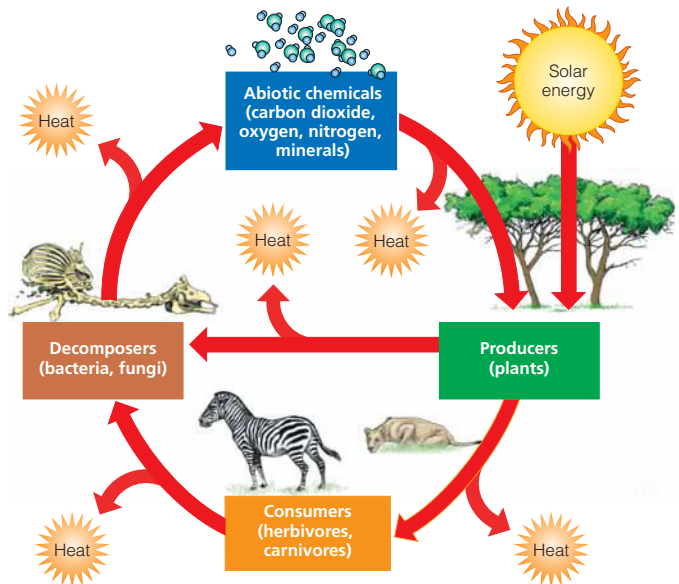 Abiotic chemicals
(carbon dioxide,
oxygen, nitrogen,
minerals)
Solar
energy
Heat
Heat
Heat
Decomposers
(bacteria, fungi)
Producers
(plants)
Consumers
(herbivores,
carnivores)
Heat
Heat